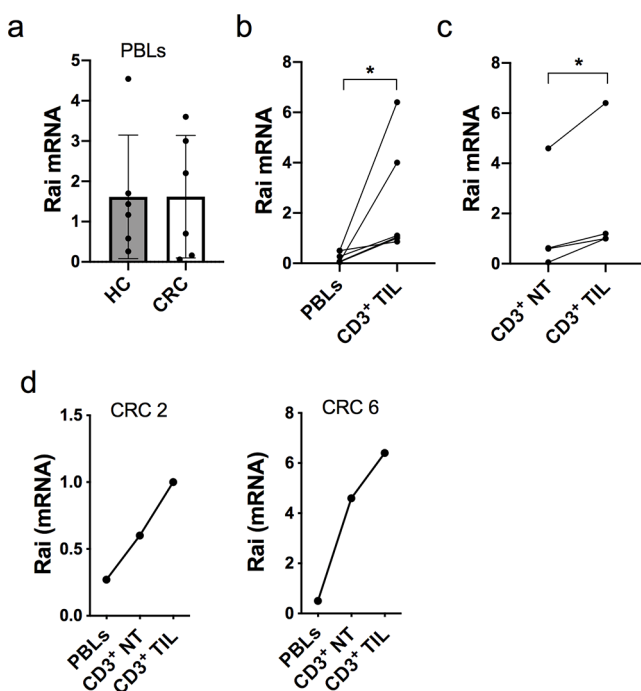 a
PBLs
Rai mRNA
5
4
3
2
1
0
HC
CRC
b
*
Rai mRNA
8
6
4
2
0
PBLs
CD3+ TIL
c
*
Rai mRNA
8
6
4
2
0
CD3+ NT
CD3+ TIL
d
CRC 2
Rai (mRNA)
1.5
1.0
0.5
0.0
PBLs
CD3+ NT
CD3+ TIL
CRC 6
Rai (mRNA)
8
6
4
2
0
PBLs
CD3+ NT
CD3+ TIL